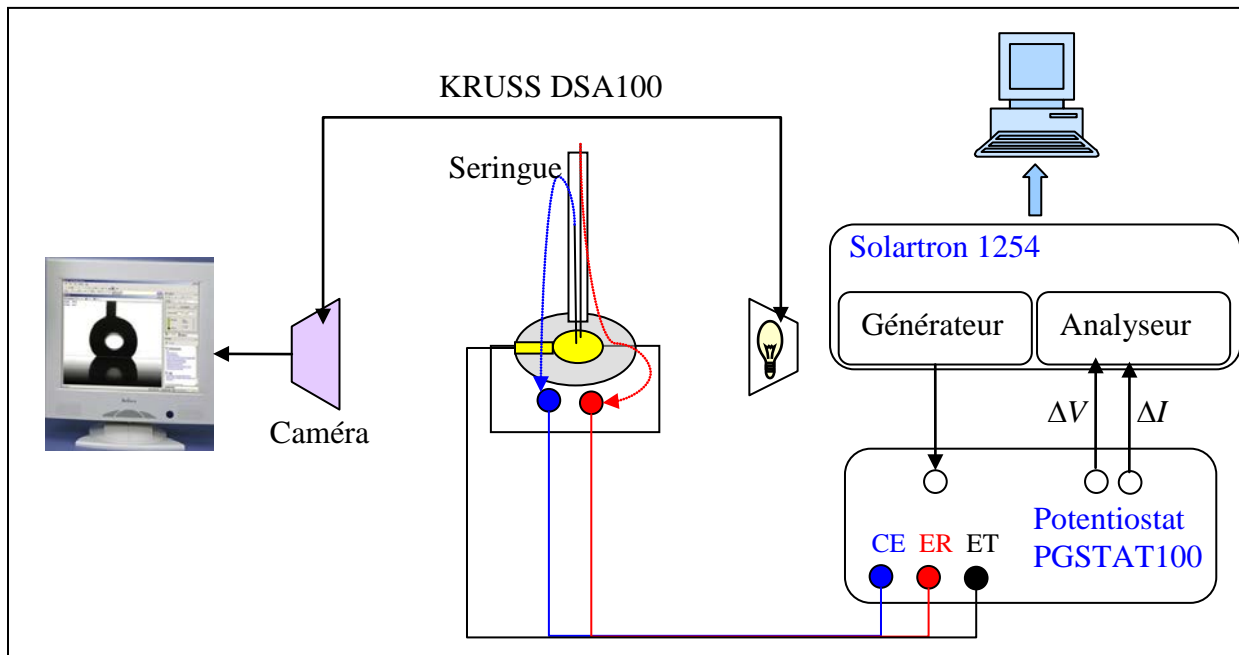 KRUSS DSA100
Seringue
Caméra
Solartron 1254
Générateur
Analyseur
ΔV
ΔI
Potentiostat
PGSTAT100
CE
ER
ET